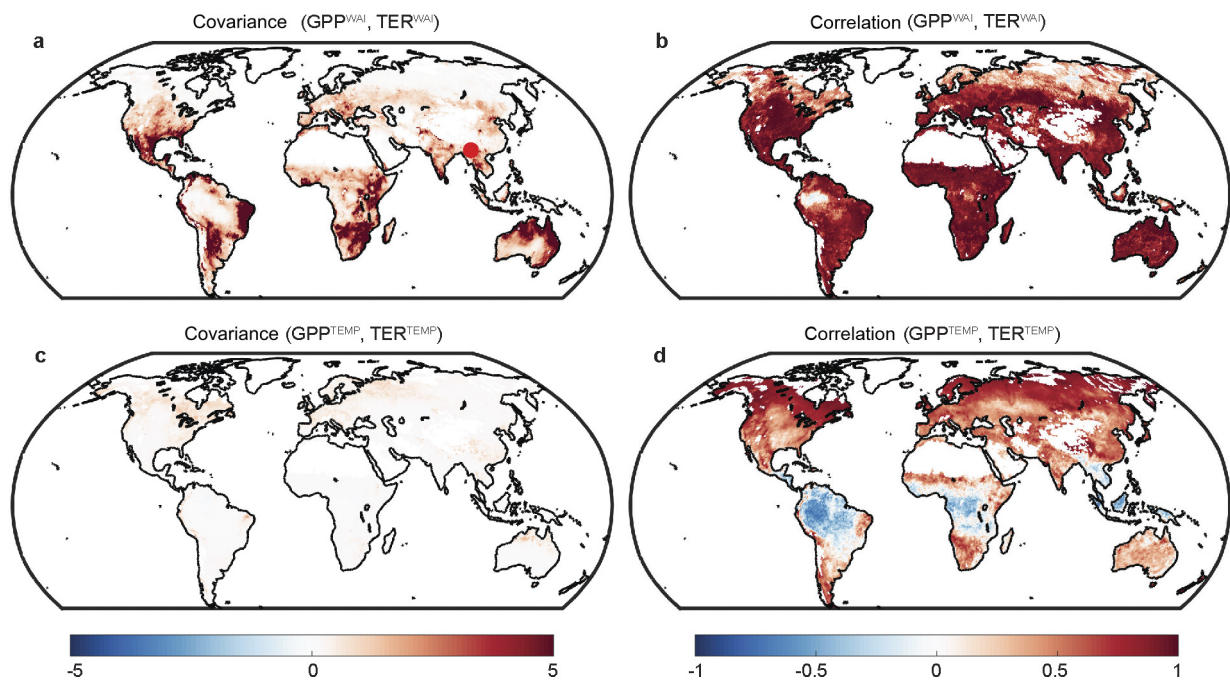 Covariance (GPP^WAI, TER^WAI)
Correlation (GPP^WAI, TER^WAI)
a
b
Covariance (GPP^TEMP, TER^TEMP)
Correlation (GPP^TEMP, TER^TEMP)
c
d
-5 0 5
-1 -0.5 0 0.5 1